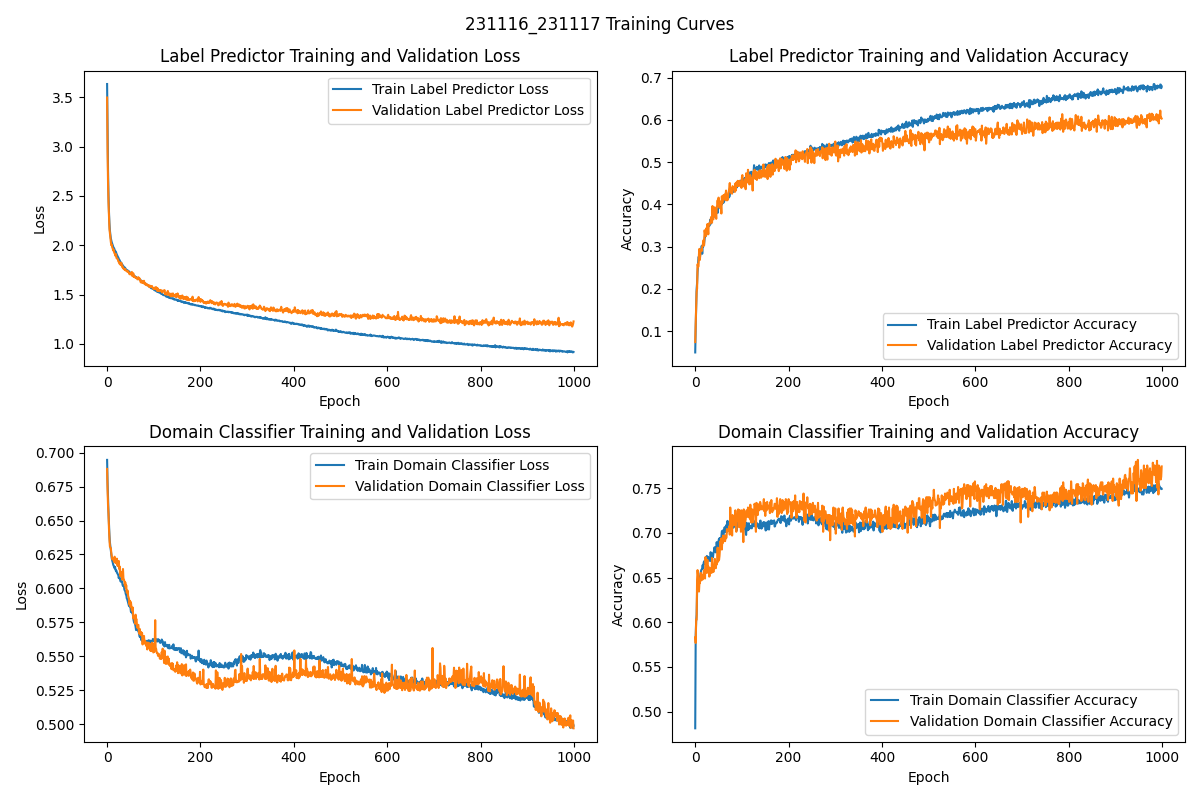 231116_231117 Training Curves
Label Predictor Training and Validation Loss
Train Label Predictor Loss
Validation Label Predictor Loss
3.5
3.0
2.5
2.0
1.5
1.0
Loss
0 200 400 600 800 1000
Epoch
Label Predictor Training and Validation Accuracy
0.7
0.6
0.5
0.4
0.3
0.2
0.1
Accuracy
Train Label Predictor Accuracy
Validation Label Predictor Accuracy
0 200 400 600 800 1000
Epoch
Domain Classifier Training and Validation Loss
Train Domain Classifier Loss
Validation Domain Classifier Loss
0.700
0.675
0.650
0.625
0.600
0.575
0.550
0.525
0.500
Loss
0 200 400 600 800 1000
Epoch
Domain Classifier Training and Validation Accuracy
0.75
0.70
0.65
0.60
0.55
0.50
Accuracy
Train Domain Classifier Accuracy
Validation Domain Classifier Accuracy
0 200 400 600 800 1000
Epoch